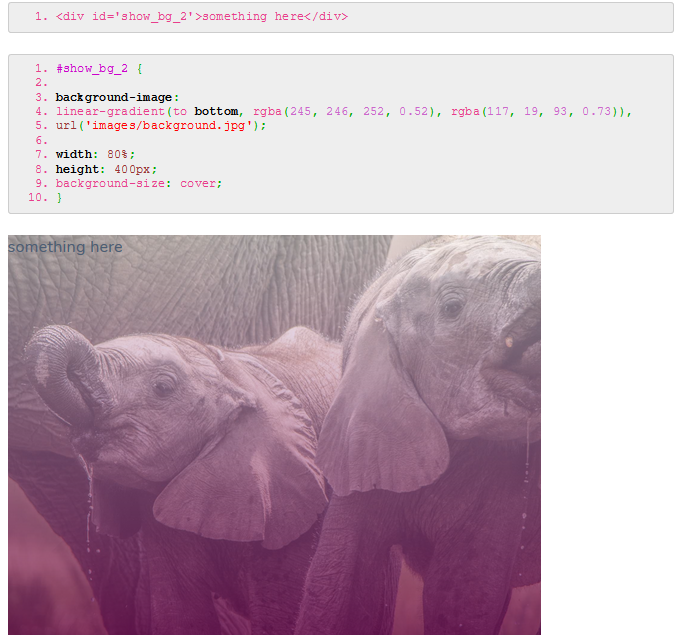 1. <div id='show_bg_2'>something here</div>
1. #show_bg_2 {
2.
3. background-image:
4. linear-gradient(to bottom, rgba(245, 246, 252, 0.52), rgba(117, 19, 93, 0.73)),
5. url('images/background.jpg');
6.
7. width: 80%;
8. height: 400px;
9. background-size: cover;
10. }
something here